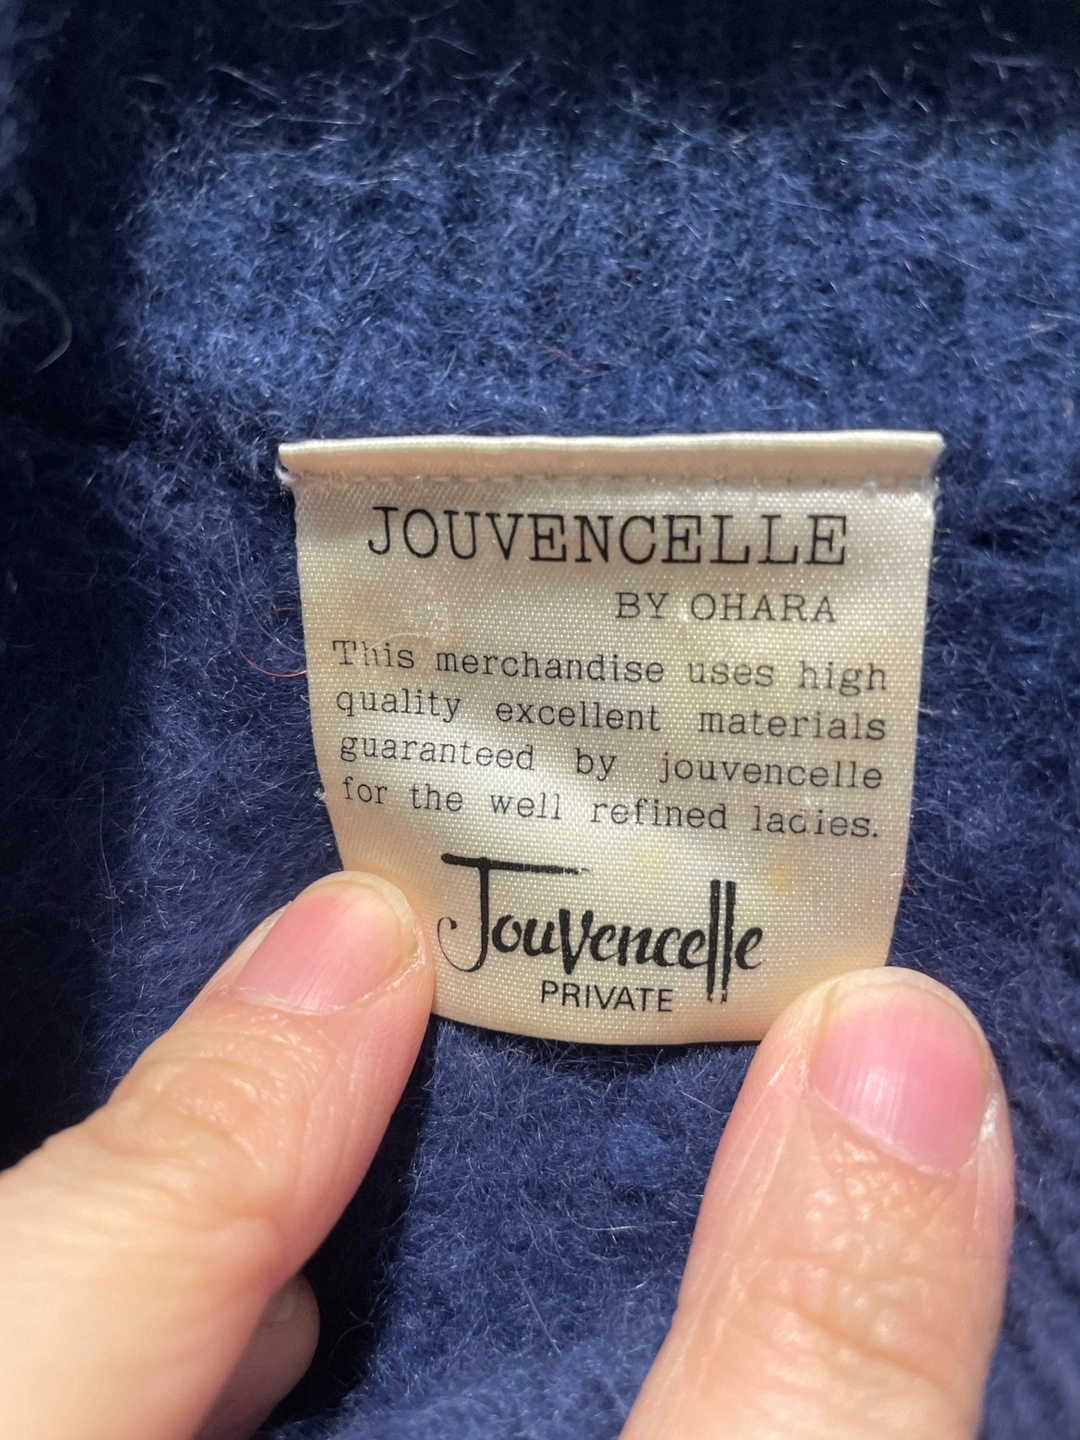 JOUVENCELLE
BY OHARA
This merchandise uses high
quality excellent materials
guaranteed by jouvencelle
for the well refined ladies.
Jouvencelle
PRIVATE